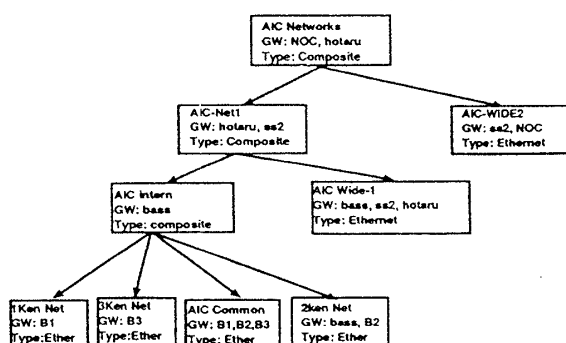 AIC Networks
GW: NOC, hotaru
Type: Composite
AIC-Net1
GW: hotaru, ss2
Type: Composite
AIC-WIDE2
GW: ss2, NOC
Type: Ethernet
AIC intern
GW: bass
Type: composite
AIC Wide-1
GW: bass, ss2, hotaru
Type: Ethernet
1Ken Net
GW: B1
Type:Ether
3Ken Net
GW: B3
Type:Ether
AIC Common
GW: B1,B2,B3
Type: Ether
2ken Net
GW: bass, B2
Type: Ether